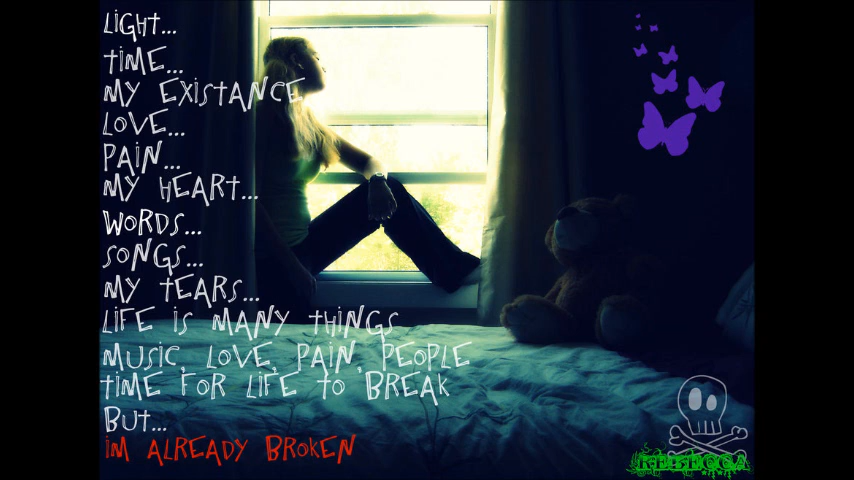 LiGHT...
TiME...
MY EXiSTANCE
LOVE...
PAiN...
MY HEART...
WORDS...
SONGS...
MY TEARS...
LiFE iS MANY THiNGS
MUSiC, LOVE, PAiN, PEOPLE
TiME FOR LiFE TO BREAK
BUT...
iM ALREADY BROKEN
REBECCA